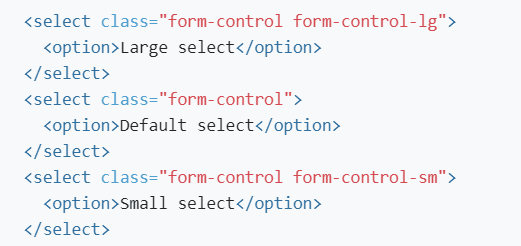 <select class="form-control form-control-lg">
  <option>Large select</option>
</select>
<select class="form-control">
  <option>Default select</option>
</select>
<select class="form-control form-control-sm">
  <option>Small select</option>
</select>